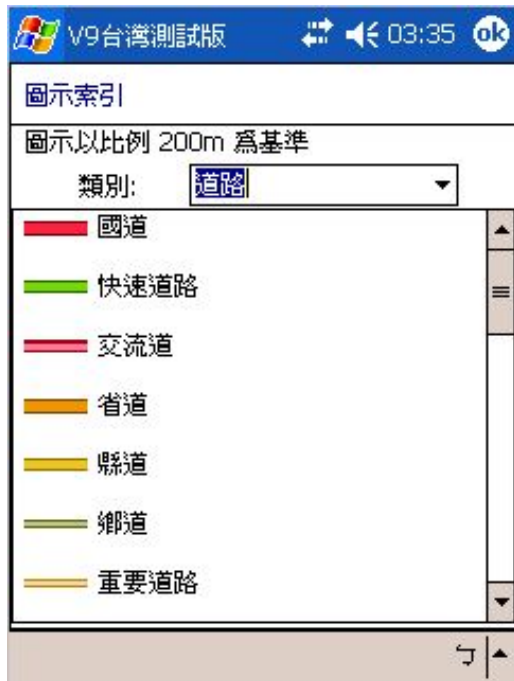 V9台灣測試版 03:35 ok
圖示索引
圖示以比例 200m 爲基準
類別: 道路
國道
快速道路
交流道
省道
縣道
鄉道
重要道路
ㄅ